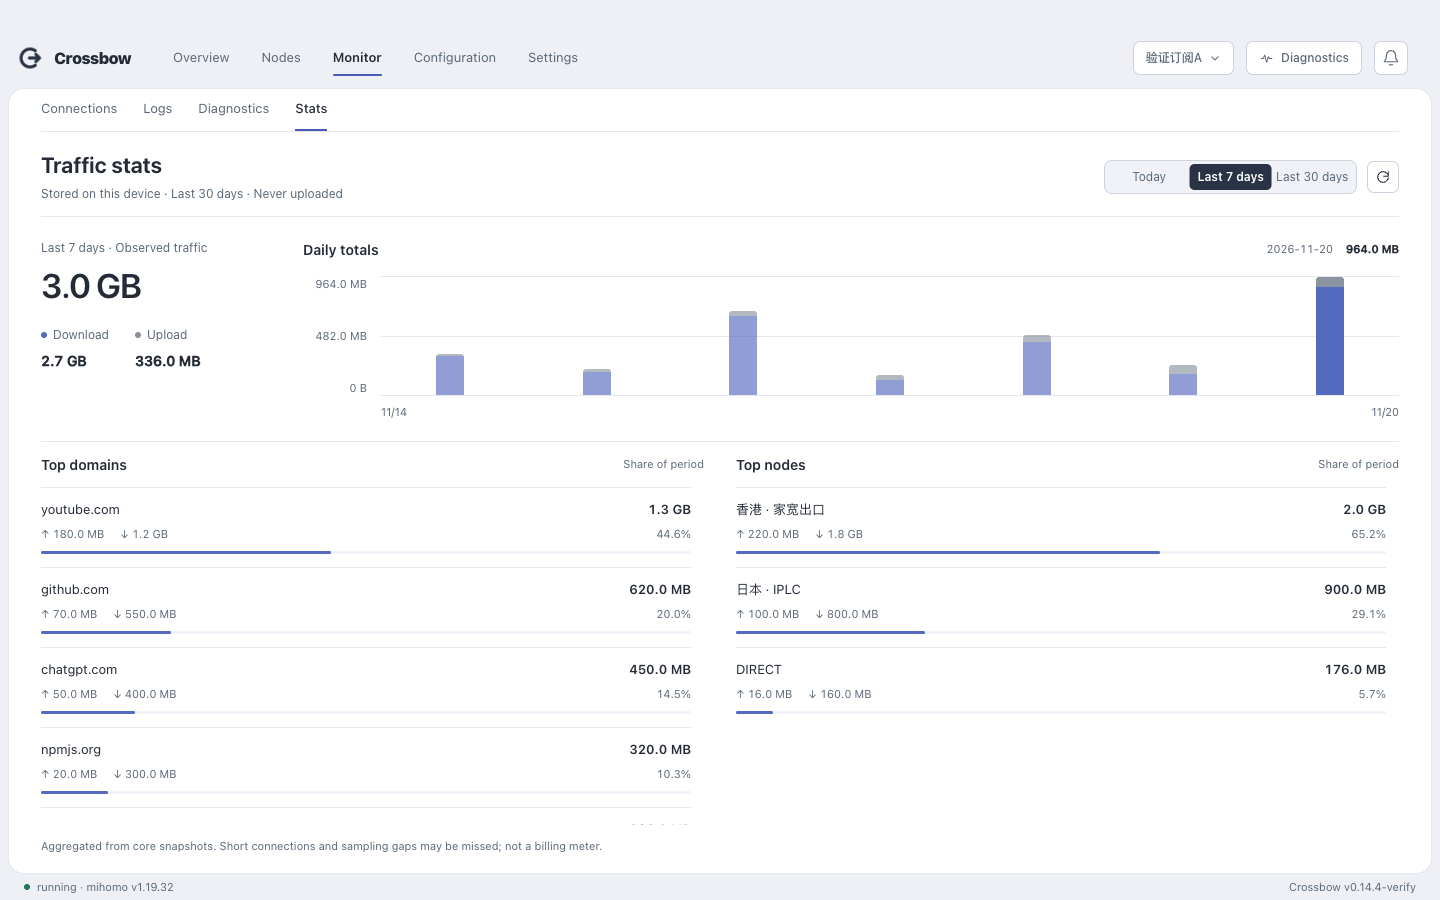 Crossbow
Overview
Nodes
Monitor
Configuration
Settings
验证订阅A
Diagnostics
Connections
Logs
Diagnostics
Stats
Traffic stats
Stored on this device · Last 30 days · Never uploaded
Today
Last 7 days
Last 30 days
Last 7 days · Observed traffic
3.0 GB
Download
Upload
2.7 GB
336.0 MB
Daily totals
2026-11-20 964.0 MB
964.0 MB
482.0 MB
0 B
11/14
11/20
Top domains
Share of period
youtube.com
1.3 GB
↑ 180.0 MB ↓ 1.2 GB
44.6%
github.com
620.0 MB
↑ 70.0 MB ↓ 550.0 MB
20.0%
chatgpt.com
450.0 MB
↑ 50.0 MB ↓ 400.0 MB
14.5%
npmjs.org
320.0 MB
↑ 20.0 MB ↓ 300.0 MB
10.3%
Top nodes
Share of period
香港 · 家宽出口
2.0 GB
↑ 220.0 MB ↓ 1.8 GB
65.2%
日本 · IPLC
900.0 MB
↑ 100.0 MB ↓ 800.0 MB
29.1%
DIRECT
176.0 MB
↑ 16.0 MB ↓ 160.0 MB
5.7%
Aggregated from core snapshots. Short connections and sampling gaps may be missed; not a billing meter.
running · mihomo v1.19.32
Crossbow v0.14.4-verify